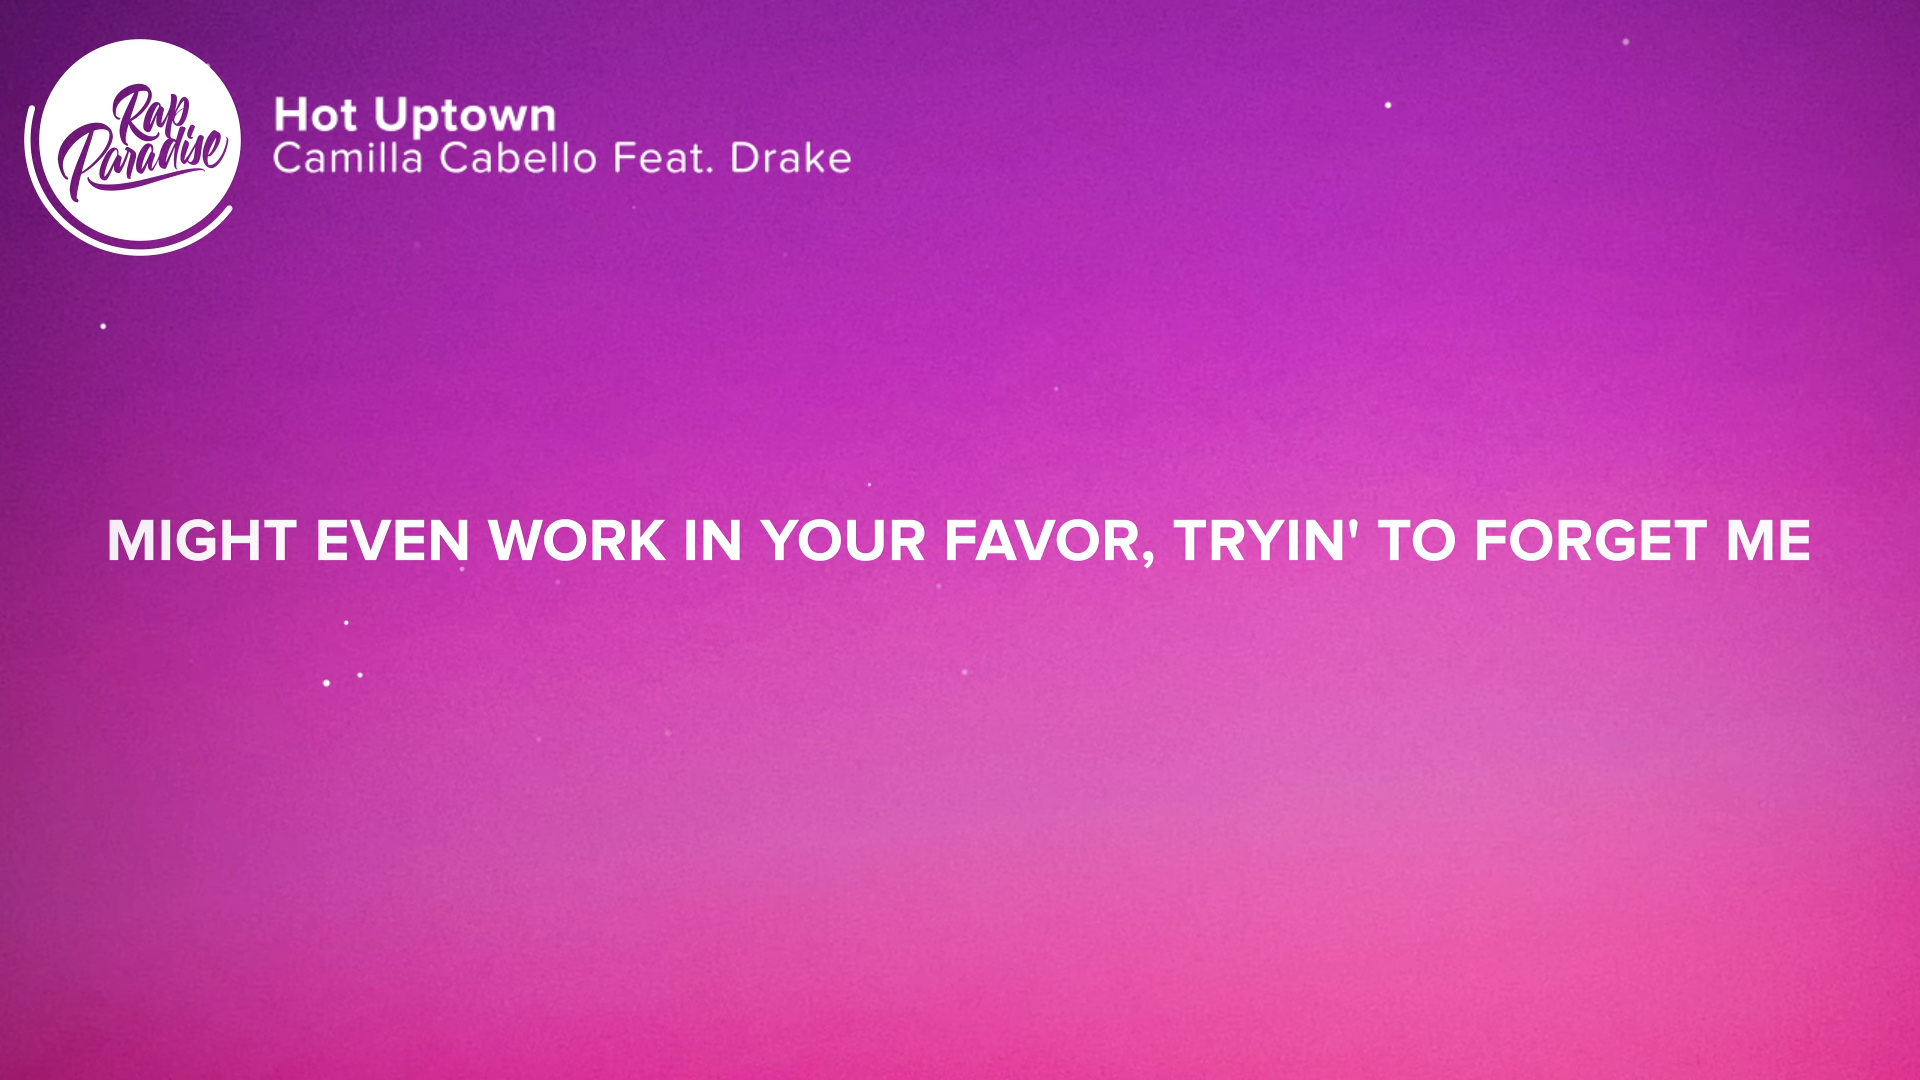 Rap
Paradise
Hot Uptown
Camilla Cabello Feat. Drake
MIGHT EVEN WORK IN YOUR FAVOR, TRYIN' TO FORGET ME